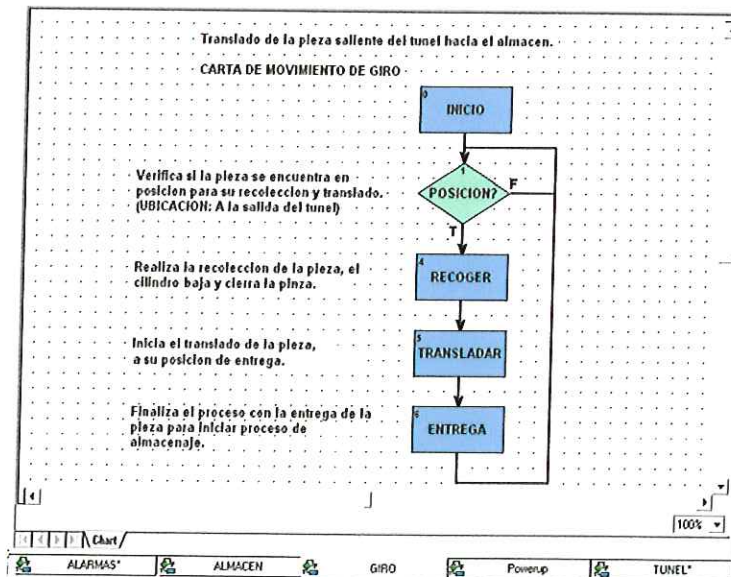 Translado de la pieza saliente del tunel hacia el almacen.
CARTA DE MOVIMIENTO DE GIRO
0
INICIO
Verifica si la pieza se encuentra en
posicion para su recoleccion y translado.
(UBICACION: A la salida del tunel)
1
POSICION?
F
T
Realiza la recoleccion de la pieza, el
cilindro baja y cierra la pinza.
4
RECOGER
Inicia el translado de la pieza,
a su posicion de entrega.
5
TRANSLADAR
Finaliza el proceso con la entrega de la
pieza para iniciar proceso de
almacenaje.
6
ENTREGA
100%
Chart
ALARMAS*
ALMACEN
GIRO
Powerup
TUNEL*